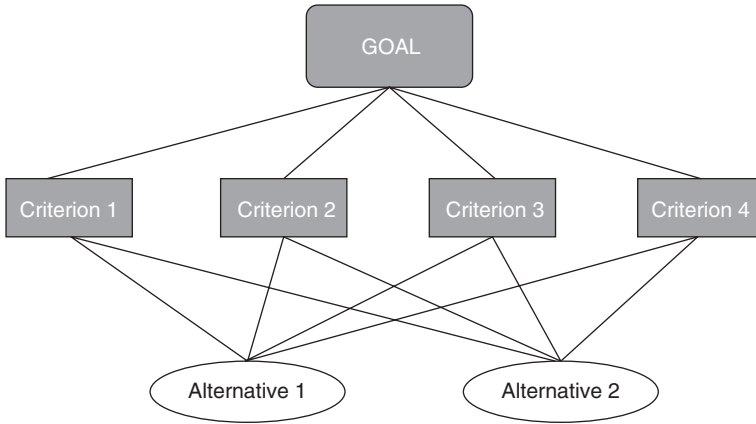 GOAL
Criterion 1
Criterion 2
Criterion 3
Criterion 4
Alternative 1
Alternative 2